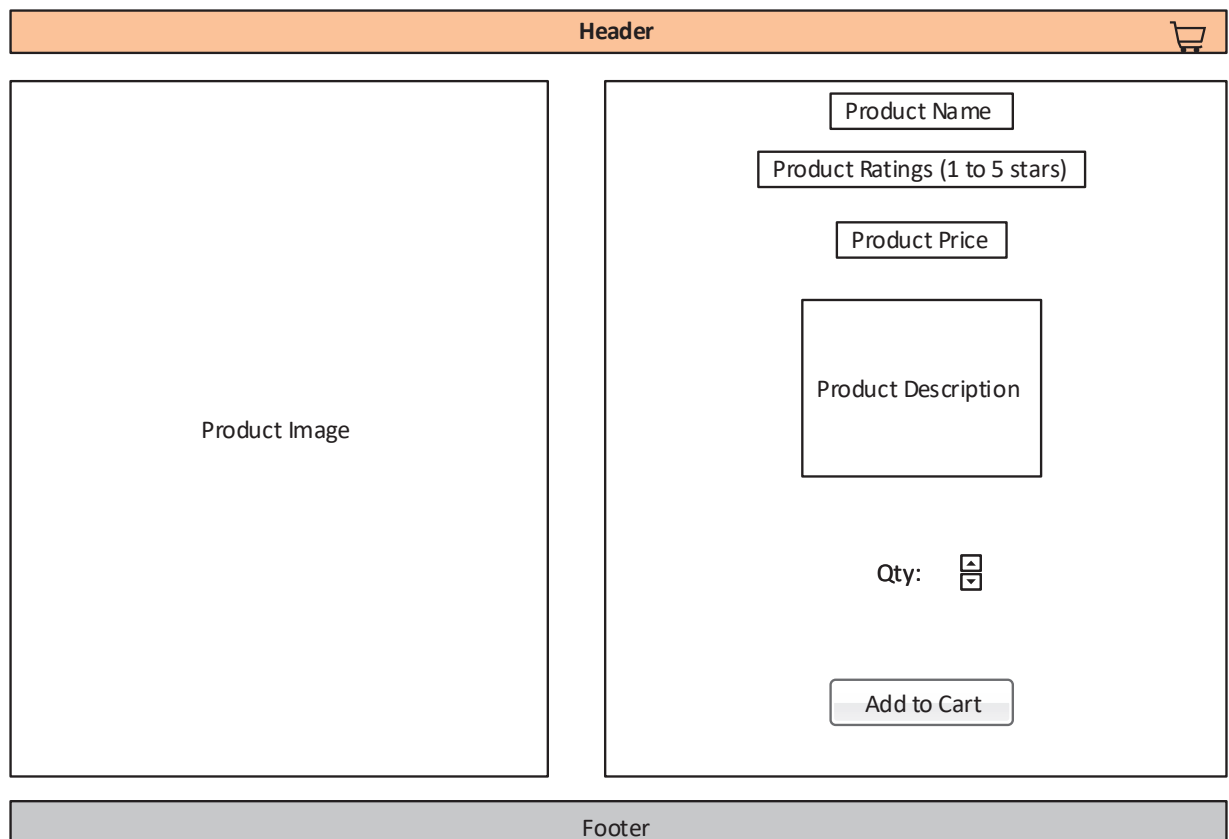 Header
Product Image
Product Name
Product Ratings (1 to 5 stars)
Product Price
Product Description
Qty:
Add to Cart
Footer